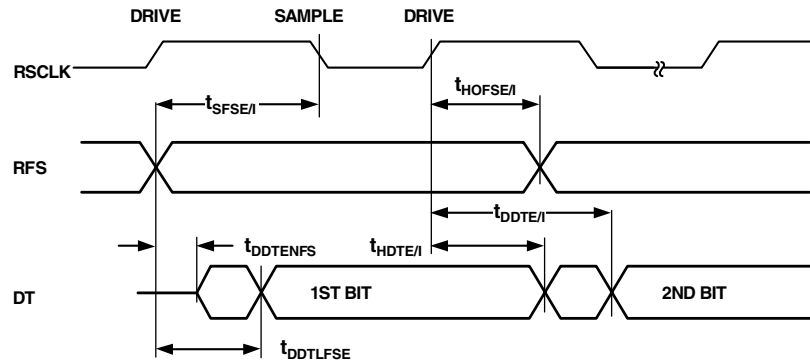 DRIVE SAMPLE DRIVE
RSCLK
tHOFSE/I
tSFSE/I
RFS
tDDTE/I
tDDTENFS tHDTE/I
DT 1ST BIT 2ND BIT
tDDTLFSE